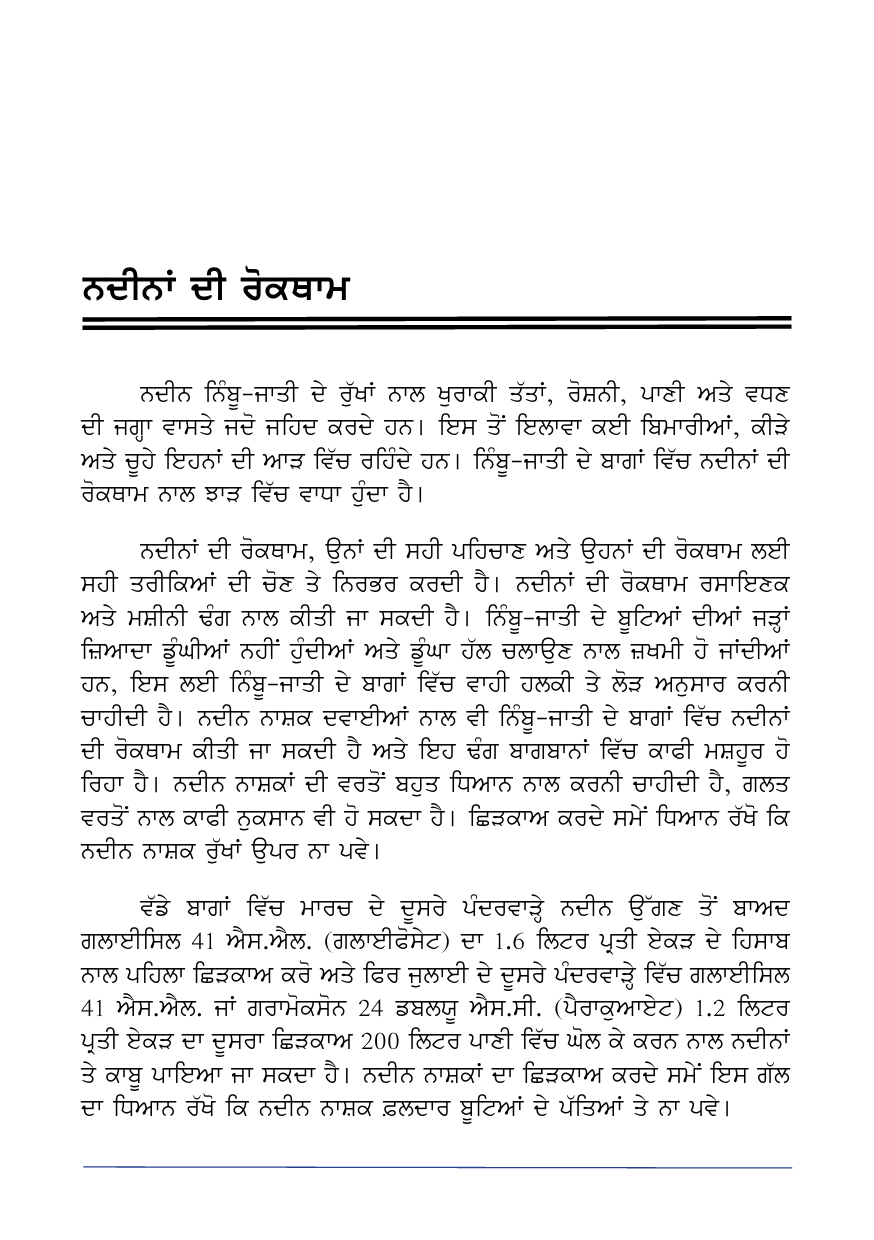 ਨਦੀਨਾਂ ਦੀ ਰੋਕਥਾਮ
ਨਦੀਨ ਨਿੰਬੂ-ਜਾਤੀ ਦੇ ਰੁੱਖਾਂ ਨਾਲ ਖੁਰਾਕੀ ਤੱਤਾਂ, ਰੋਸ਼ਨੀ, ਪਾਣੀ ਅਤੇ ਵਧਣ
ਦੀ ਜਗ੍ਹਾ ਵਾਸਤੇ ਜਦੋ ਜਹਿਦ ਕਰਦੇ ਹਨ। ਇਸ ਤੋਂ ਇਲਾਵਾ ਕਈ ਬਿਮਾਰੀਆਂ, ਕੀੜੇ
ਅਤੇ ਚੂਹੇ ਇਹਨਾਂ ਦੀ ਆੜ ਵਿੱਚ ਰਹਿੰਦੇ ਹਨ। ਨਿੰਬੂ-ਜਾਤੀ ਦੇ ਬਾਗਾਂ ਵਿੱਚ ਨਦੀਨਾਂ ਦੀ
ਰੋਕਥਾਮ ਨਾਲ ਝਾੜ ਵਿੱਚ ਵਾਧਾ ਹੁੰਦਾ ਹੈ।
ਨਦੀਨਾਂ ਦੀ ਰੋਕਥਾਮ, ਉਨਾਂ ਦੀ ਸਹੀ ਪਹਿਚਾਣ ਅਤੇ ਉਹਨਾਂ ਦੀ ਰੋਕਥਾਮ ਲਈ
ਸਹੀ ਤਰੀਕਿਆਂ ਦੀ ਚੋਣ ਤੇ ਨਿਰਭਰ ਕਰਦੀ ਹੈ। ਨਦੀਨਾਂ ਦੀ ਰੋਕਥਾਮ ਰਸਾਇਣਕ
ਅਤੇ ਮਸ਼ੀਨੀ ਢੰਗ ਨਾਲ ਕੀਤੀ ਜਾ ਸਕਦੀ ਹੈ। ਨਿੰਬੂ-ਜਾਤੀ ਦੇ ਬੂਟਿਆਂ ਦੀਆਂ ਜੜ੍ਹਾਂ
ਜ਼ਿਆਦਾ ਡੂੰਘੀਆਂ ਨਹੀਂ ਹੁੰਦੀਆਂ ਅਤੇ ਡੂੰਘਾ ਹੱਲ ਚਲਾਉਣ ਨਾਲ ਜ਼ਖਮੀ ਹੋ ਜਾਂਦੀਆਂ
ਹਨ, ਇਸ ਲਈ ਨਿੰਬੂ-ਜਾਤੀ ਦੇ ਬਾਗਾਂ ਵਿੱਚ ਵਾਹੀ ਹਲਕੀ ਤੇ ਲੋੜ ਅਨੁਸਾਰ ਕਰਨੀ
ਚਾਹੀਦੀ ਹੈ। ਨਦੀਨ ਨਾਸ਼ਕ ਦਵਾਈਆਂ ਨਾਲ ਵੀ ਨਿੰਬੂ-ਜਾਤੀ ਦੇ ਬਾਗਾਂ ਵਿੱਚ ਨਦੀਨਾਂ
ਦੀ ਰੋਕਥਾਮ ਕੀਤੀ ਜਾ ਸਕਦੀ ਹੈ ਅਤੇ ਇਹ ਢੰਗ ਬਾਗਬਾਨਾਂ ਵਿੱਚ ਕਾਫੀ ਮਸ਼ਹੂਰ ਹੋ
ਰਿਹਾ ਹੈ। ਨਦੀਨ ਨਾਸ਼ਕਾਂ ਦੀ ਵਰਤੋਂ ਬਹੁਤ ਧਿਆਨ ਨਾਲ ਕਰਨੀ ਚਾਹੀਦੀ ਹੈ, ਗਲਤ
ਵਰਤੋਂ ਨਾਲ ਕਾਫੀ ਨੁਕਸਾਨ ਵੀ ਹੋ ਸਕਦਾ ਹੈ। ਛਿੜਕਾਅ ਕਰਦੇ ਸਮੇਂ ਧਿਆਨ ਰੱਖੋ ਕਿ
ਨਦੀਨ ਨਾਸ਼ਕ ਰੁੱਖਾਂ ਉਪਰ ਨਾ ਪਵੇ।
ਵੱਡੇ ਬਾਗਾਂ ਵਿੱਚ ਮਾਰਚ ਦੇ ਦੂਸਰੇ ਪੰਦਰਵਾੜ੍ਹੇ ਨਦੀਨ ਉੱਗਣ ਤੋਂ ਬਾਅਦ
ਗਲਾਈਸਿਲ 41 ਐਸ.ਐਲ. (ਗਲਾਈਫੋਸੇਟ) ਦਾ 1.6 ਲਿਟਰ ਪ੍ਰਤੀ ਏਕੜ ਦੇ ਹਿਸਾਬ
ਨਾਲ ਪਹਿਲਾ ਛਿੜਕਾਅ ਕਰੋ ਅਤੇ ਫਿਰ ਜੁਲਾਈ ਦੇ ਦੂਸਰੇ ਪੰਦਰਵਾੜ੍ਹੇ ਵਿੱਚ ਗਲਾਈਸਿਲ
41 ਐਸ.ਐਲ. ਜਾਂ ਗਰਾਮੋਕਸੋਨ 24 ਡਬਲਯੂ ਐਸ.ਸੀ. (ਪੈਰਾਕੁਆਏਟ) 1.2 ਲਿਟਰ
ਪ੍ਰਤੀ ਏਕੜ ਦਾ ਦੂਸਰਾ ਛਿੜਕਾਅ 200 ਲਿਟਰ ਪਾਣੀ ਵਿੱਚ ਘੋਲ ਕੇ ਕਰਨ ਨਾਲ ਨਦੀਨਾਂ
ਤੇ ਕਾਬੂ ਪਾਇਆ ਜਾ ਸਕਦਾ ਹੈ। ਨਦੀਨ ਨਾਸ਼ਕਾਂ ਦਾ ਛਿੜਕਾਅ ਕਰਦੇ ਸਮੇਂ ਇਸ ਗੱਲ
ਦਾ ਧਿਆਨ ਰੱਖੋ ਕਿ ਨਦੀਨ ਨਾਸ਼ਕ ਫ਼ਲਦਾਰ ਬੂਟਿਆਂ ਦੇ ਪੱਤਿਆਂ ਤੇ ਨਾ ਪਵੇ।